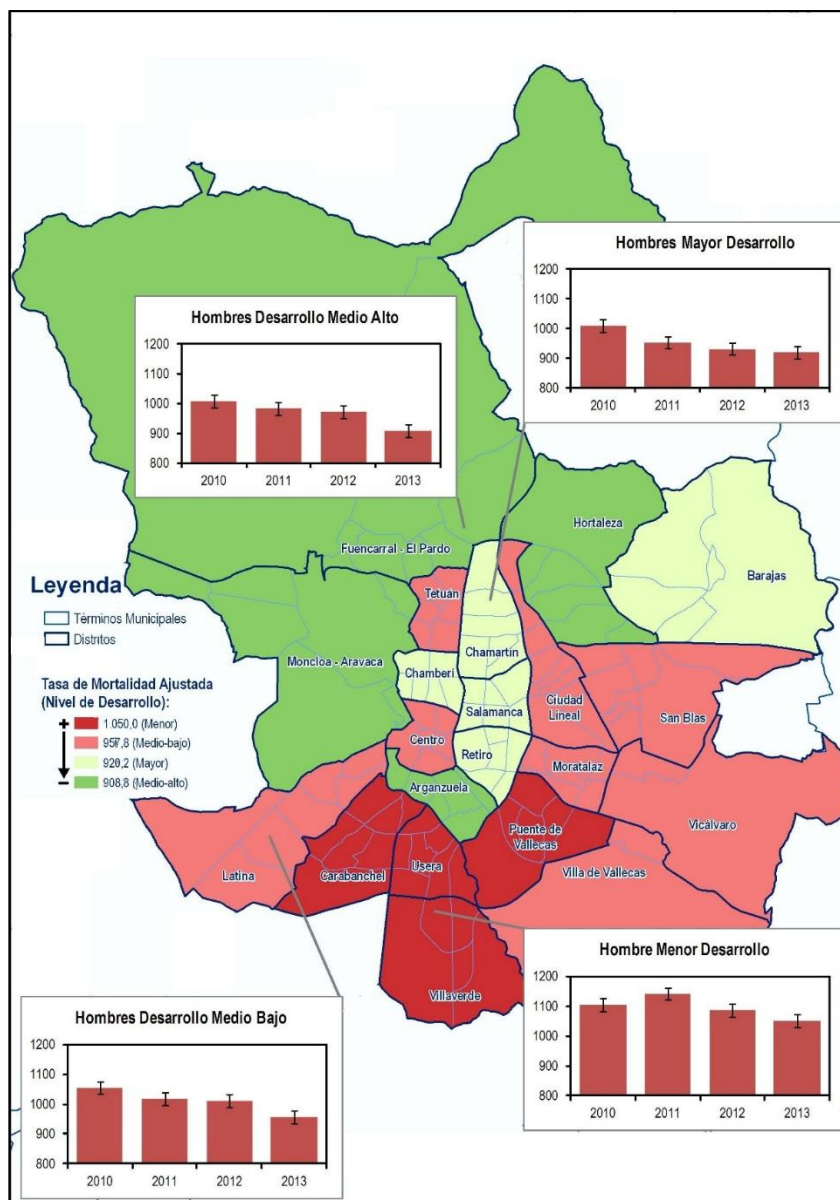 Hombres Mayor Desarrollo
1200
1100
1000
900
800
2010 2011 2012 2013
Hombres Desarrollo Medio Alto
1200
1100
1000
900
800
2010 2011 2012 2013
Hortaleza
Fuencarral - El Pardo
Barajas
Tetuán
Leyenda
Términos Municipales
Distritos
Moncloa - Aravaca
Chamartín
Chamberí
Ciudad
Lineal
San Blas
Salamanca
Tasa de Mortalidad Ajustada
(Nivel de Desarrollo):
+ 1.050,0 (Menor)
957,8 (Medio-bajo)
920,2 (Mayor)
− 908,8 (Medio-alto)
Centro
Retiro
Moratalaz
Arganzuela
Puente de
Vallecas
Vicálvaro
Latina
Carabanchel
Usera
Villa de Vallecas
Villaverde
Hombre Menor Desarrollo
1200
1100
1000
900
800
2010 2011 2012 2013
Hombres Desarrollo Medio Bajo
1200
1100
1000
900
800
2010 2011 2012 2013